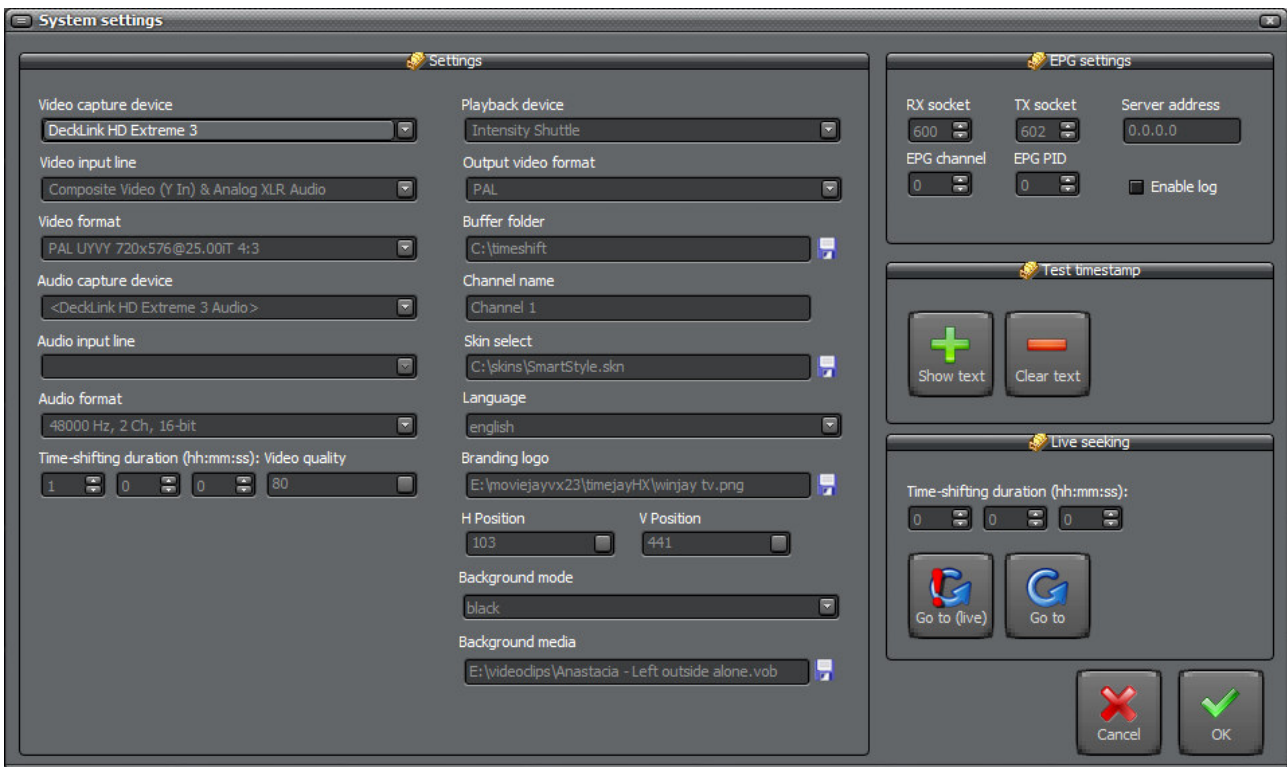 System settings
Settings
Video capture device
DeckLink HD Extreme 3
Video input line
Composite Video (Y In) & Analog XLR Audio
Video format
PAL UYVY 720x576@25.00iT 4:3
Audio capture device
<DeckLink HD Extreme 3 Audio>
Audio input line
Audio format
48000 Hz, 2 Ch, 16-bit
Time-shifting duration (hh:mm:ss): Video quality
1 0 0 80
Playback device
Intensity Shuttle
Output video format
PAL
Buffer folder
C:\timeshift
Channel name
Channel 1
Skin select
C:\skins\SmartStyle.skn
Language
english
Branding logo
E:\moviejayvx23\timejayHX\winjay tv.png
H Position V Position
103 441
Background mode
black
Background media
E:\videoclips\Anastacia - Left outside alone.vob
EPG settings
RX socket TX socket Server address
600 602 0.0.0.0
EPG channel EPG PID
0 0 Enable log
Test timestamp
Show text Clear text
Live seeking
Time-shifting duration (hh:mm:ss):
0 0 0
Go to (live) Go to
Cancel OK